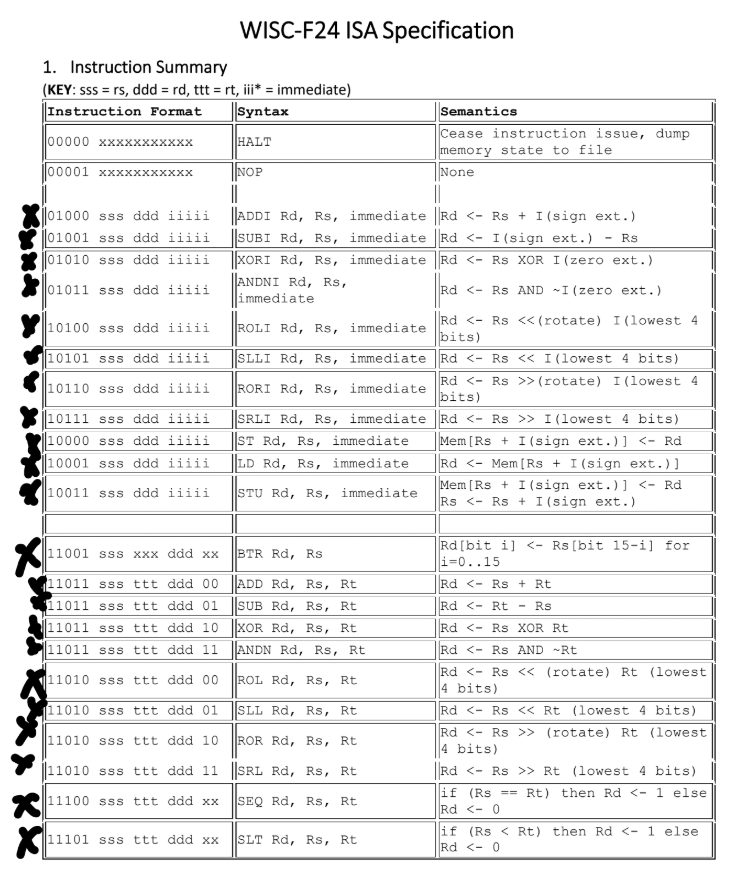 WISC-F24 ISA Specification
1. Instruction Summary
(KEY: sss = rs, ddd = rd, ttt = rt, iii* = immediate)
Instruction Format Syntax Semantics
00000 xxxxxxxxxxx HALT Cease instruction issue, dump
memory state to file
00001 xxxxxxxxxxx NOP None
01000 sss ddd iiiii ADDI Rd, Rs, immediate Rd <- Rs + I(sign ext.)
01001 sss ddd iiiii SUBI Rd, Rs, immediate Rd <- I(sign ext.) - Rs
01010 sss ddd iiiii XORI Rd, Rs, immediate Rd <- Rs XOR I(zero ext.)
01011 sss ddd iiiii ANDNI Rd, Rs,
immediate Rd <- Rs AND ~I(zero ext.)
10100 sss ddd iiiii ROLI Rd, Rs, immediate Rd <- Rs <<(rotate) I(lowest 4
bits)
10101 sss ddd iiiii SLLI Rd, Rs, immediate Rd <- Rs << I(lowest 4 bits)
10110 sss ddd iiiii RORI Rd, Rs, immediate Rd <- Rs >>(rotate) I(lowest 4
bits)
10111 sss ddd iiiii SRLI Rd, Rs, immediate Rd <- Rs >> I(lowest 4 bits)
10000 sss ddd iiiii ST Rd, Rs, immediate Mem[Rs + I(sign ext.)] <- Rd
10001 sss ddd iiiii LD Rd, Rs, immediate Rd <- Mem[Rs + I(sign ext.)]
10011 sss ddd iiiii STU Rd, Rs, immediate Mem[Rs + I(sign ext.)] <- Rd
Rs <- Rs + I(sign ext.)
11001 sss xxx ddd xx BTR Rd, Rs Rd[bit i] <- Rs[bit 15-i] for
i=0..15
11011 sss ttt ddd 00 ADD Rd, Rs, Rt Rd <- Rs + Rt
11011 sss ttt ddd 01 SUB Rd, Rs, Rt Rd <- Rt - Rs
11011 sss ttt ddd 10 XOR Rd, Rs, Rt Rd <- Rs XOR Rt
11011 sss ttt ddd 11 ANDN Rd, Rs, Rt Rd <- Rs AND ~Rt
11010 sss ttt ddd 00 ROL Rd, Rs, Rt Rd <- Rs << (rotate) Rt (lowest
4 bits)
11010 sss ttt ddd 01 SLL Rd, Rs, Rt Rd <- Rs << Rt (lowest 4 bits)
11010 sss ttt ddd 10 ROR Rd, Rs, Rt Rd <- Rs >> (rotate) Rt (lowest
4 bits)
11010 sss ttt ddd 11 SRL Rd, Rs, Rt Rd <- Rs >> Rt (lowest 4 bits)
11100 sss ttt ddd xx SEQ Rd, Rs, Rt if (Rs == Rt) then Rd <- 1 else
Rd <- 0
11101 sss ttt ddd xx SLT Rd, Rs, Rt if (Rs < Rt) then Rd <- 1 else
Rd <- 0